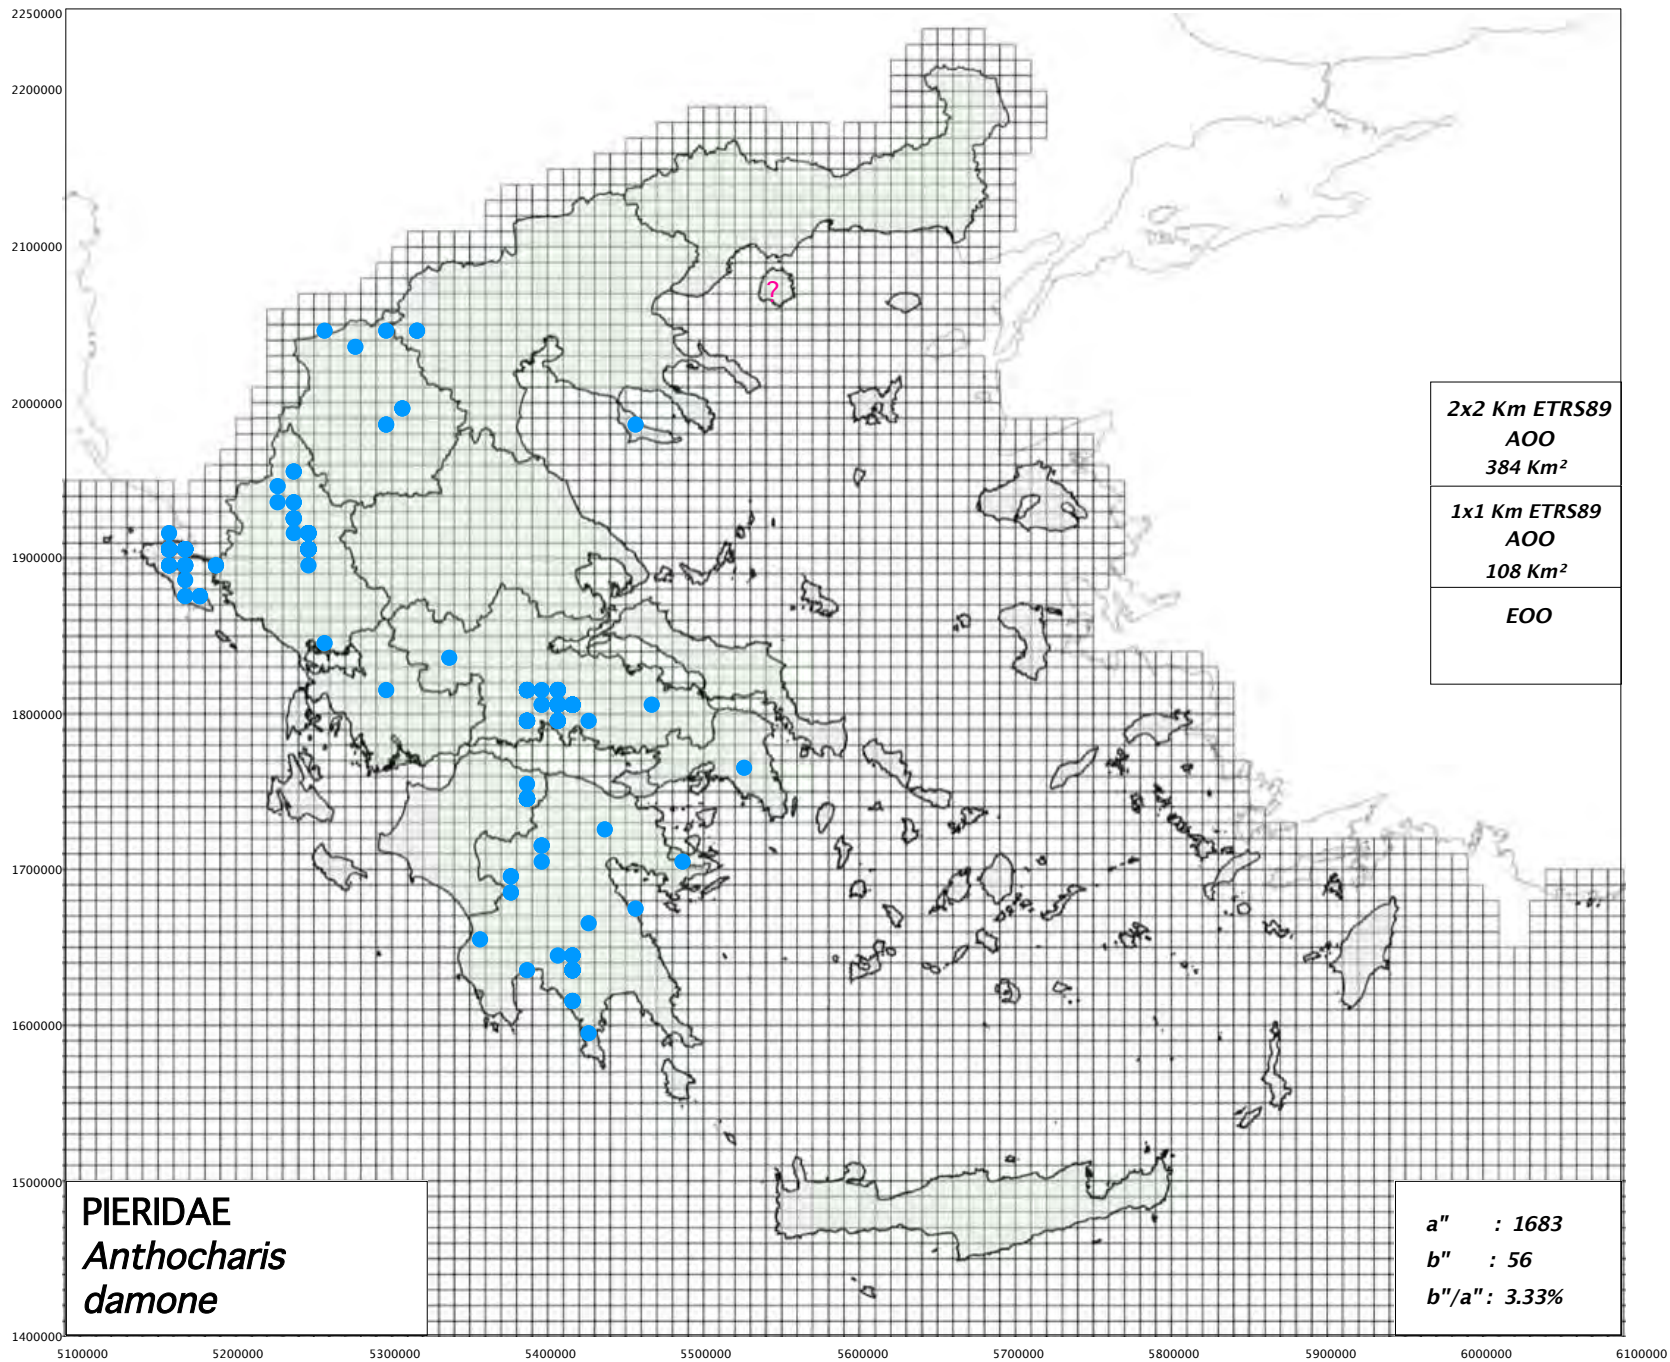 2250000
2200000
2100000
2000000
1900000
1800000
1700000
1600000
1500000
1400000
?
2x2 Km ETRS89
AOO
384 Km²
1x1 Km ETRS89
AOO
108 Km²
EOO
PIERIDAE
Anthocharis
damone
a" : 1683
b" : 56
b"/a" : 3.33%
5100000 5200000 5300000 5400000 5500000 5600000 5700000 5800000 5900000 6000000 6100000